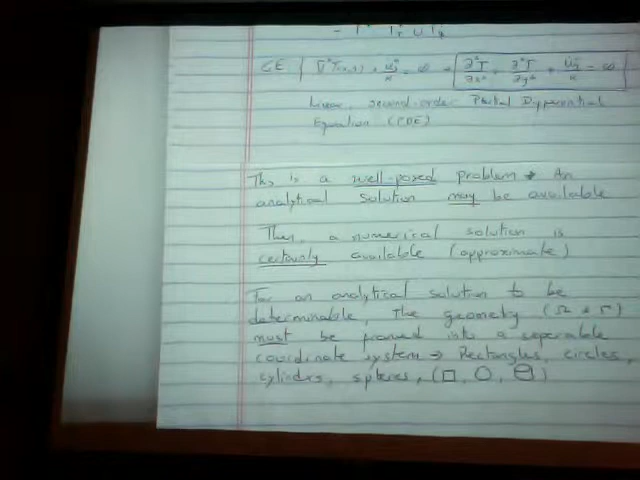 GE | ∇²T(x,y) + u̇g/k = 0 → ∂²T/∂x² + ∂²T/∂y² + u̇g/k = 0
Linear, second-order Partial Differential
Equation (PDE)
This is a well-posed problem → An
analytical solution may be available
Then, a numerical solution is
certainly available (approximate)
For an analytical solution to be
determinable, The geometry (Ω & Γ)
must be framed into a seperable
coordinate system → Rectangles, circles,
cylinders, spheres, (□, ○,